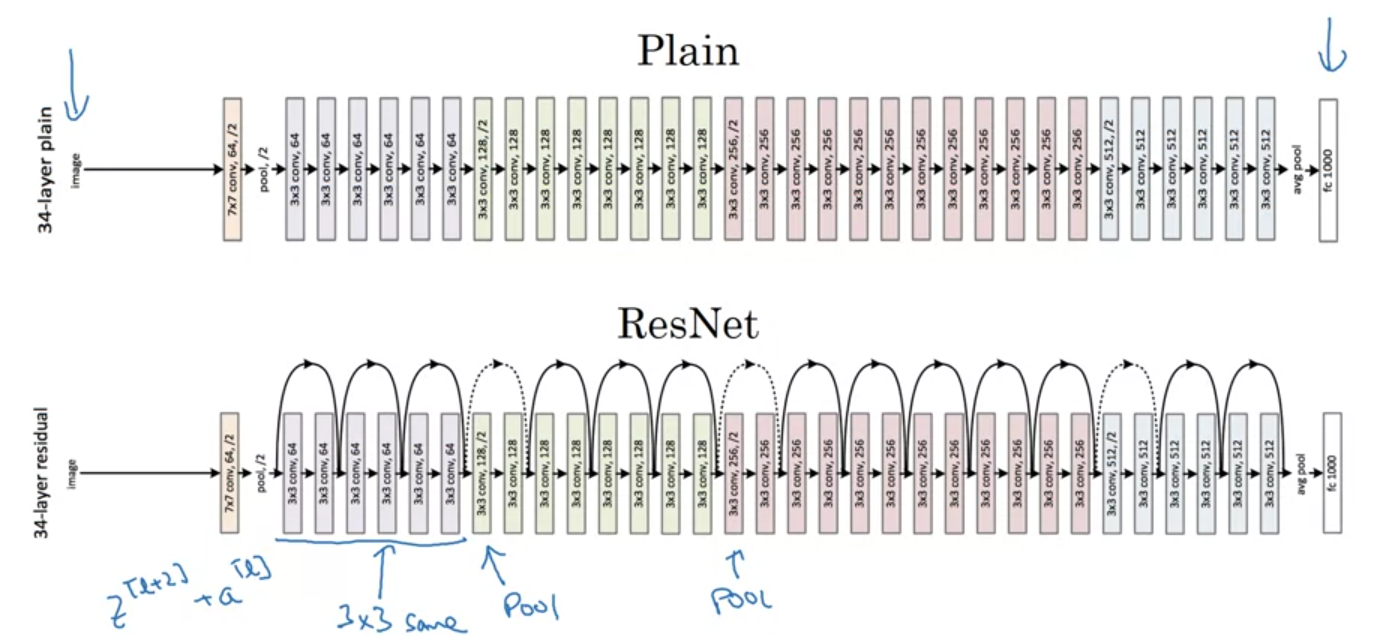 Plain
34-layer plain
image
7x7 conv, 64, /2
pool, /2
3x3 conv, 64
3x3 conv, 64
3x3 conv, 64
3x3 conv, 64
3x3 conv, 64
3x3 conv, 64
3x3 conv, 128, /2
3x3 conv, 128
3x3 conv, 128
3x3 conv, 128
3x3 conv, 128
3x3 conv, 128
3x3 conv, 128
3x3 conv, 128
3x3 conv, 256, /2
3x3 conv, 256
3x3 conv, 256
3x3 conv, 256
3x3 conv, 256
3x3 conv, 256
3x3 conv, 256
3x3 conv, 256
3x3 conv, 256
3x3 conv, 256
3x3 conv, 256
3x3 conv, 256
3x3 conv, 512, /2
3x3 conv, 512
3x3 conv, 512
3x3 conv, 512
3x3 conv, 512
3x3 conv, 512
avg pool
fc 1000
ResNet
34-layer residual
image
7x7 conv, 64, /2
pool, /2
3x3 conv, 64
3x3 conv, 64
3x3 conv, 64
3x3 conv, 64
3x3 conv, 64
3x3 conv, 64
3x3 conv, 128, /2
3x3 conv, 128
3x3 conv, 128
3x3 conv, 128
3x3 conv, 128
3x3 conv, 128
3x3 conv, 128
3x3 conv, 128
3x3 conv, 256, /2
3x3 conv, 256
3x3 conv, 256
3x3 conv, 256
3x3 conv, 256
3x3 conv, 256
3x3 conv, 256
3x3 conv, 256
3x3 conv, 256
3x3 conv, 256
3x3 conv, 256
3x3 conv, 256
3x3 conv, 512, /2
3x3 conv, 512
3x3 conv, 512
3x3 conv, 512
3x3 conv, 512
3x3 conv, 512
avg pool
fc 1000
z[l+2] + a[l]
3x3 same
Pool
Pool